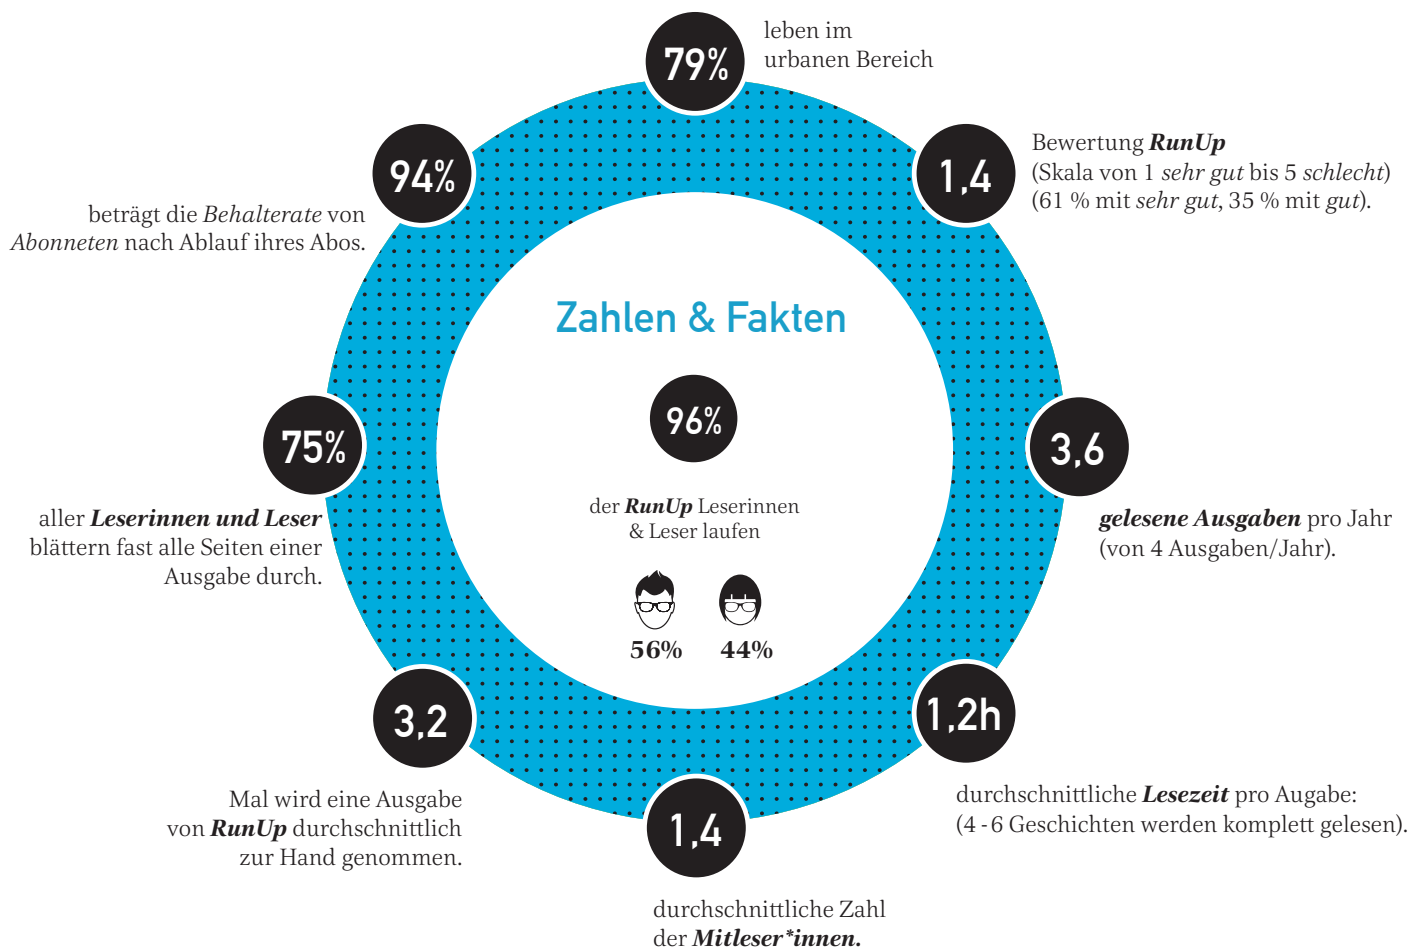 79%
leben im
urbanen Bereich
1,4
Bewertung RunUp
(Skala von 1 sehr gut bis 5 schlecht)
(61 % mit sehr gut, 35 % mit gut).
94%
beträgt die Behalterate von
Abonneten nach Ablauf ihres Abos.
Zahlen & Fakten
96%
der RunUp Leserinnen
& Leser laufen
56%
44%
75%
aller Leserinnen und Leser
blättern fast alle Seiten einer
Ausgabe durch.
3,6
gelesene Ausgaben pro Jahr
(von 4 Ausgaben/Jahr).
3,2
Mal wird eine Ausgabe
von RunUp durchschnittlich
zur Hand genommen.
1,2h
durchschnittliche Lesezeit pro Augabe:
(4 - 6 Geschichten werden komplett gelesen).
1,4
durchschnittliche Zahl
der Mitleser*innen.